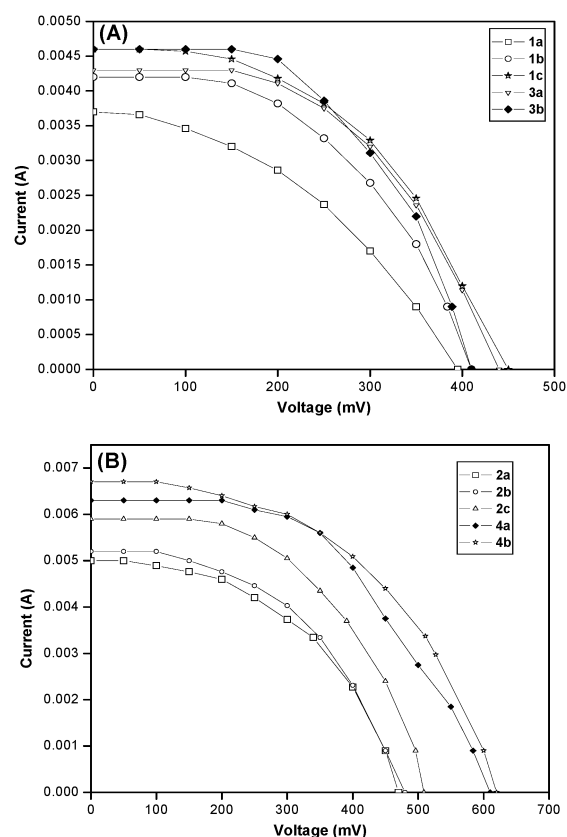 (A)
0.0050
0.0045
0.0040
0.0035
0.0030
0.0025
0.0020
0.0015
0.0010
0.0005
0.0000
Current (A)
1a
1b
1c
3a
3b
0 100 200 300 400 500
Voltage (mV)
(B)
0.007
0.006
0.005
0.004
0.003
0.002
0.001
0.000
Current (A)
2a
2b
2c
4a
4b
0 100 200 300 400 500 600 700
Voltage (mV)